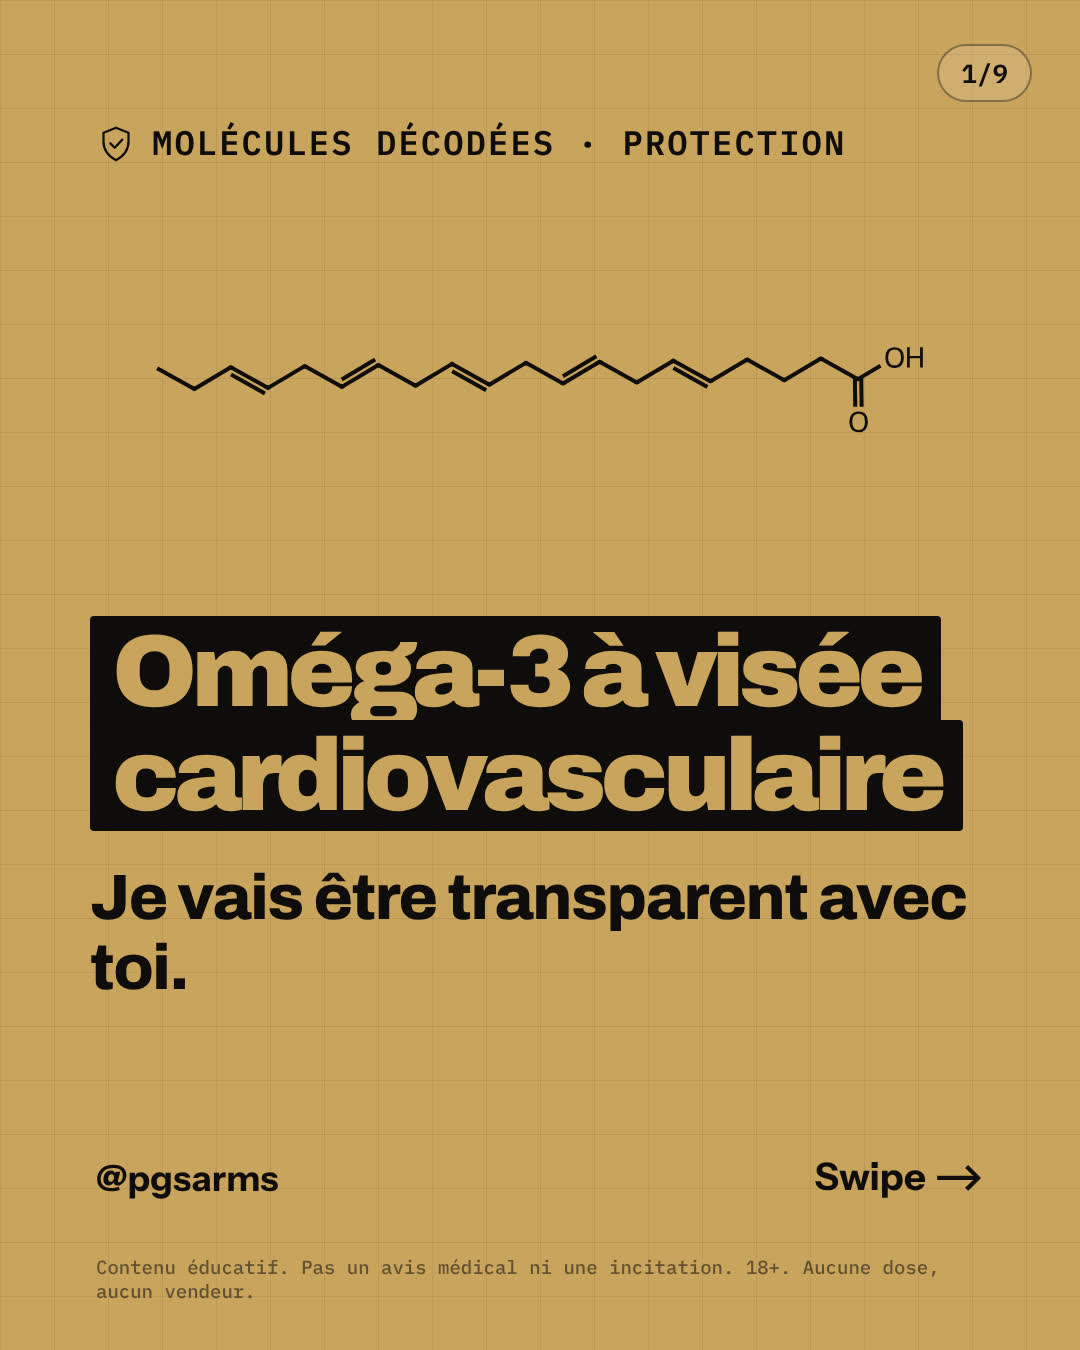 1/9
MOLÉCULES DÉCODÉES · PROTECTION
OH
O
Oméga-3 à visée
cardiovasculaire
Je vais être transparent avec
toi.
@pgsarms
Swipe →
Contenu éducatif. Pas un avis médical ni une incitation. 18+. Aucune dose,
aucun vendeur.